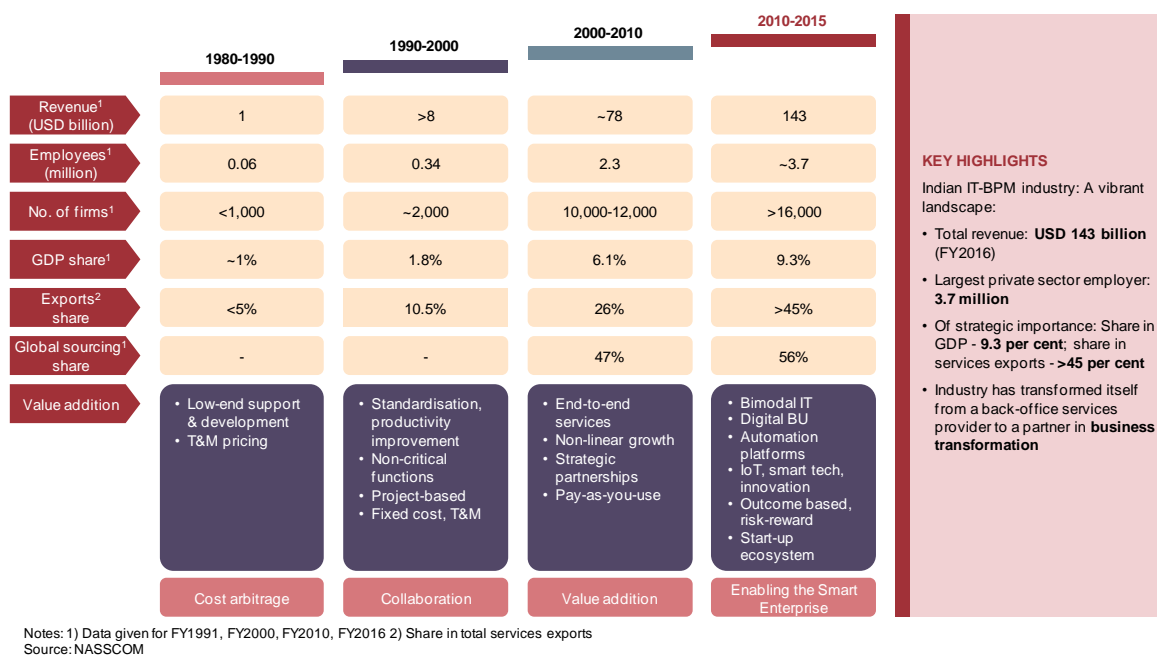 1980-1990
1990-2000
2000-2010
2010-2015
Revenue¹
(USD billion)
1
>8
~78
143
Employees¹
(million)
0.06
0.34
2.3
~3.7
No. of firms¹
<1,000
~2,000
10,000-12,000
>16,000
GDP share¹
~1%
1.8%
6.1%
9.3%
Exports²
share
<5%
10.5%
26%
>45%
Global sourcing¹
share
-
-
47%
56%
Value addition
• Low-end support
& development
• T&M pricing
• Standardisation,
productivity
improvement
• Non-critical
functions
• Project-based
• Fixed cost, T&M
• End-to-end
services
• Non-linear growth
• Strategic
partnerships
• Pay-as-you-use
• Bimodal IT
• Digital BU
• Automation
platforms
• IoT, smart tech,
innovation
• Outcome based,
risk-reward
• Start-up
ecosystem
Cost arbitrage
Collaboration
Value addition
Enabling the Smart
Enterprise
KEY HIGHLIGHTS
Indian IT-BPM industry: A vibrant
landscape:
• Total revenue: USD 143 billion
(FY2016)
• Largest private sector employer:
3.7 million
• Of strategic importance: Share in
GDP - 9.3 per cent; share in
services exports - >45 per cent
• Industry has transformed itself
from a back-office services
provider to a partner in business
transformation
Notes: 1) Data given for FY1991, FY2000, FY2010, FY2016 2) Share in total services exports
Source: NASSCOM